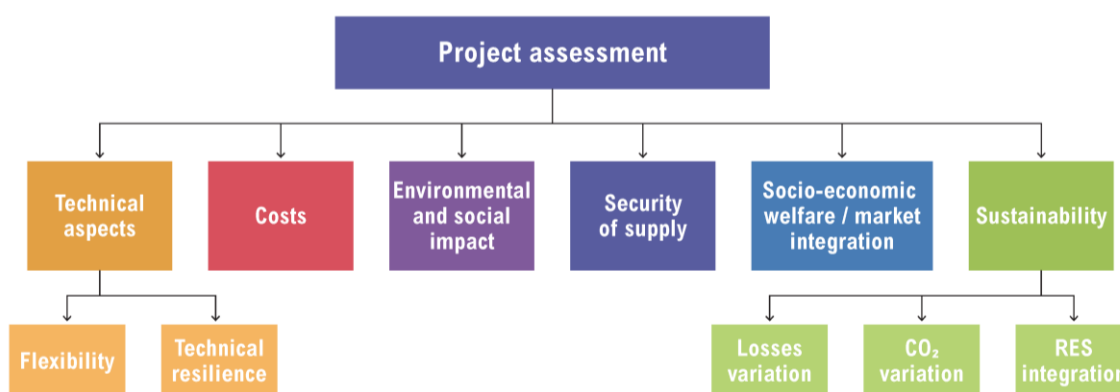 Project assessment
Technical
aspects
Costs
Environmental
and social
impact
Security
of supply
Socio-economic
welfare / market
integration
Sustainability
Flexibility
Technical
resilience
Losses
variation
CO₂
variation
RES
integration